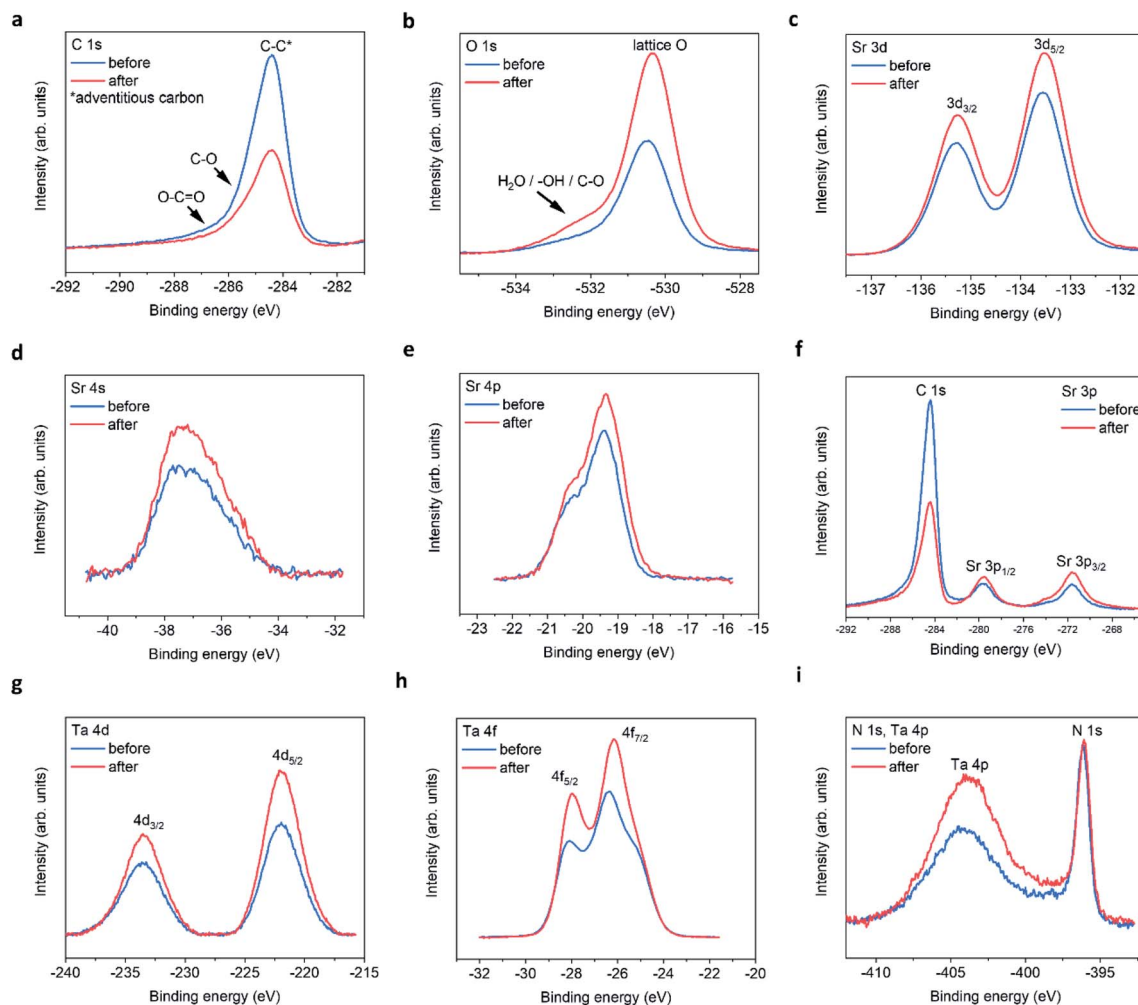 a
C 1s
before
after
*adventitious carbon
C-C*
C-O
O-C=O
Intensity (arb. units)
-292 -290 -288 -286 -284 -282
Binding energy (eV)
b
O 1s
before
after
lattice O
H₂O / -OH / C-O
Intensity (arb. units)
-534 -532 -530 -528
Binding energy (eV)
c
Sr 3d
before
after
3d₅/₂
3d₃/₂
Intensity (arb. units)
-137 -136 -135 -134 -133 -132
Binding energy (eV)
d
Sr 4s
before
after
Intensity (arb. units)
-40 -38 -36 -34 -32
Binding energy (eV)
e
Sr 4p
before
after
Intensity (arb. units)
-23 -22 -21 -20 -19 -18 -17 -16 -15
Binding energy (eV)
f
C 1s
Sr 3p
before
after
Sr 3p₁/₂
Sr 3p₃/₂
Intensity (arb. units)
-292 -288 -284 -280 -276 -272 -268
Binding energy (eV)
g
Ta 4d
before
after
4d₅/₂
4d₃/₂
Intensity (arb. units)
-240 -235 -230 -225 -220 -215
Binding energy (eV)
h
Ta 4f
before
after
4f₇/₂
4f₅/₂
Intensity (arb. units)
-32 -30 -28 -26 -24 -22 -20
Binding energy (eV)
i
N 1s, Ta 4p
before
after
Ta 4p
N 1s
Intensity (arb. units)
-410 -405 -400 -395
Binding energy (eV)